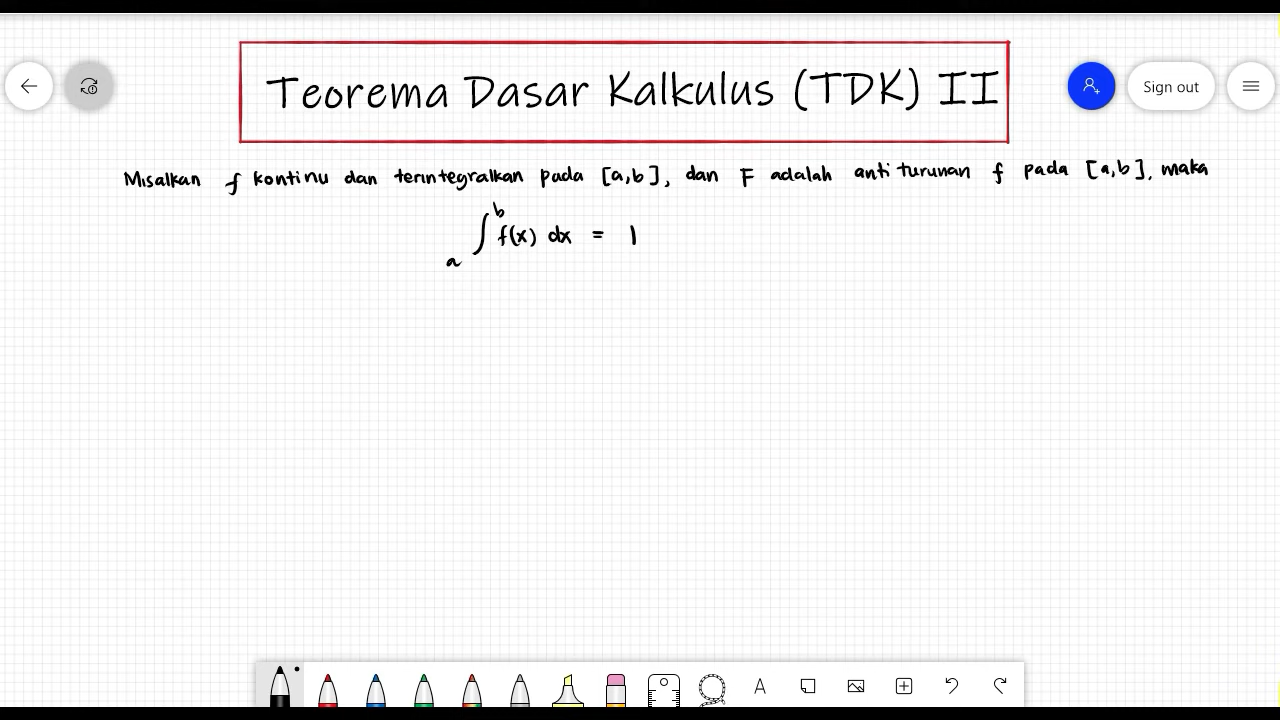 Teorema Dasar Kalkulus (TDK) II
Sign out
Misalkan f kontinu dan terintegralkan pada [a,b], dan F adalah anti turunan f pada [a,b], maka
∫_a^b f(x) dx = 1
A